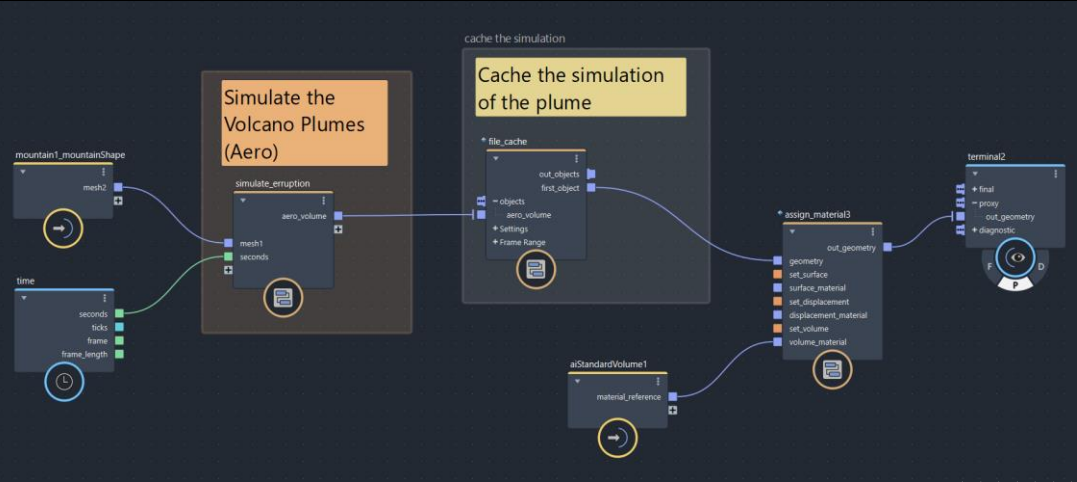 cache the simulation
Simulate the
Volcano Plumes
(Aero)
Cache the simulation
of the plume
mountain1_mountainShape
mesh2
time
seconds
ticks
frame
frame_length
simulate_erruption
aero_volume
mesh1
seconds
file_cache
out_objects
first_object
objects
aero_volume
Settings
Frame Range
aiStandardVolume1
material_reference
assign_material3
out_geometry
geometry
set_surface
surface_material
set_displacement
displacement_material
set_volume
volume_material
terminal2
final
proxy
out_geometry
diagnostic
F
D
P